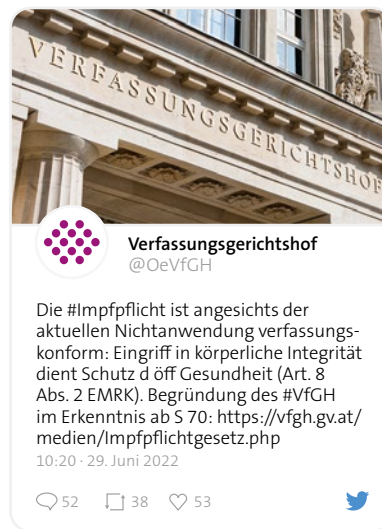 VERFASSUNGSGERICHTSHOF
Verfassungsgerichtshof
@OeVfGH
Die #Impfpflicht ist angesichts der
aktuellen Nichtanwendung verfassungs-
konform: Eingriff in körperliche Integrität
dient Schutz d öff Gesundheit (Art. 8
Abs. 2 EMRK). Begründung des #VfGH
im Erkenntnis ab S 70: https://vfgh.gv.at/
medien/Impfpflichtgesetz.php
10:20 · 29. Juni 2022
52 38 53